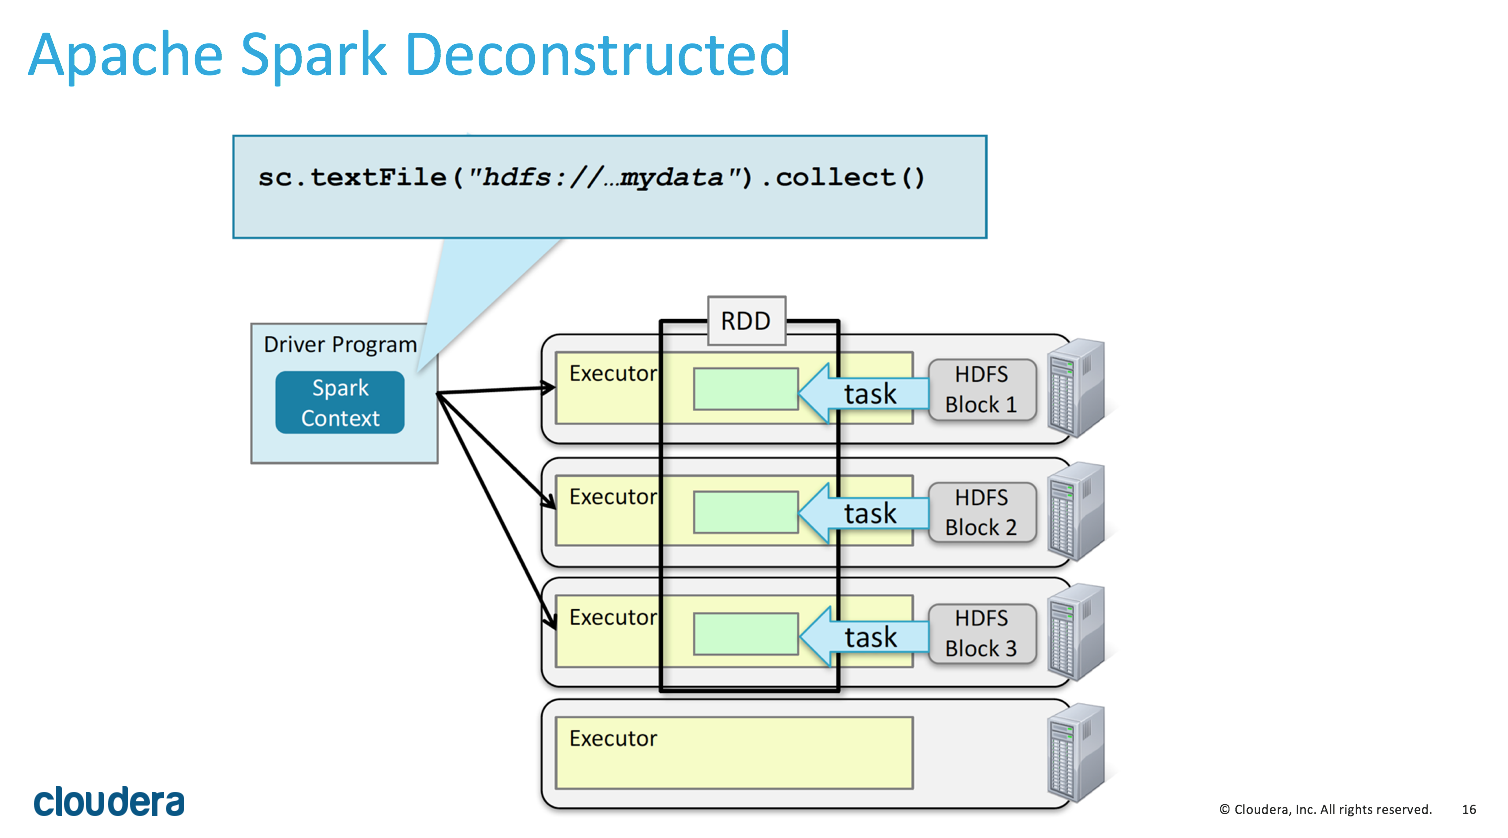 Apache Spark Deconstructed
sc.textFile("hdfs://…mydata").collect()
Driver Program
Spark
Context
RDD
Executor
task
HDFS
Block 1
Executor
task
HDFS
Block 2
Executor
task
HDFS
Block 3
Executor
cloudera
© Cloudera, Inc. All rights reserved.
16